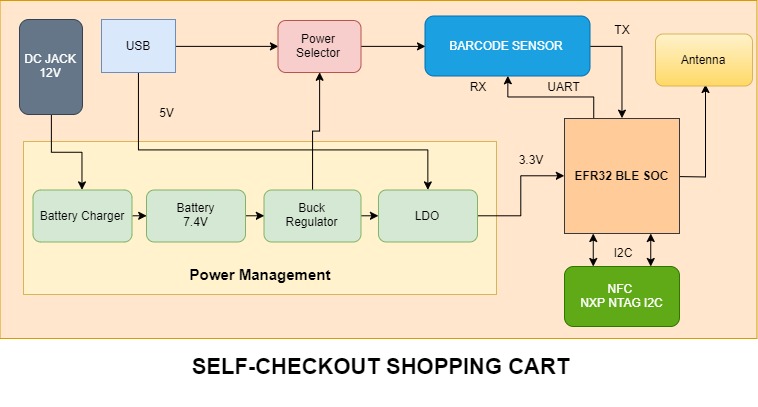 DC JACK
12V
USB
Power
Selector
BARCODE SENSOR
TX
Antenna
RX
UART
5V
3.3V
EFR32 BLE SOC
Battery Charger
Battery
7.4V
Buck
Regulator
LDO
I2C
Power Management
NFC
NXP NTAG I2C
SELF-CHECKOUT SHOPPING CART